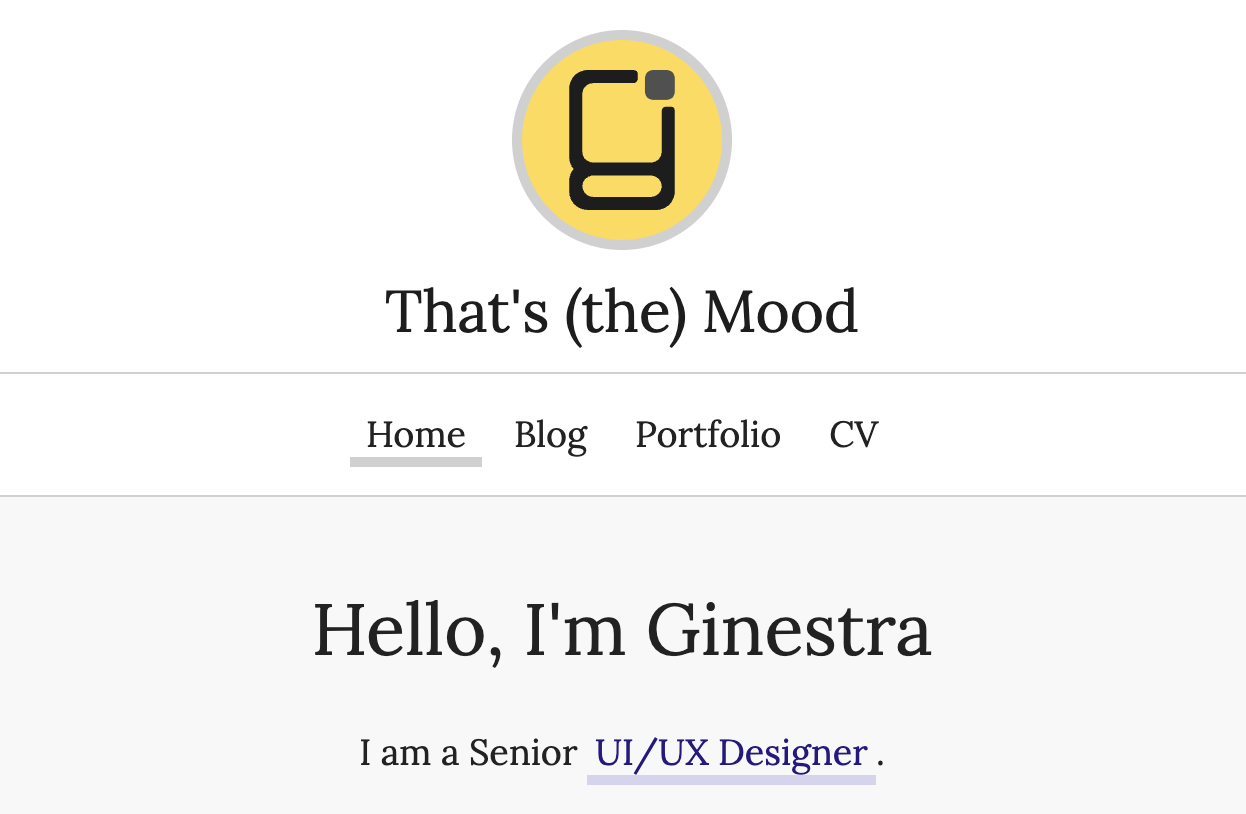 g
That's (the) Mood
Home Blog Portfolio CV
Hello, I'm Ginestra
I am a Senior UI/UX Designer.